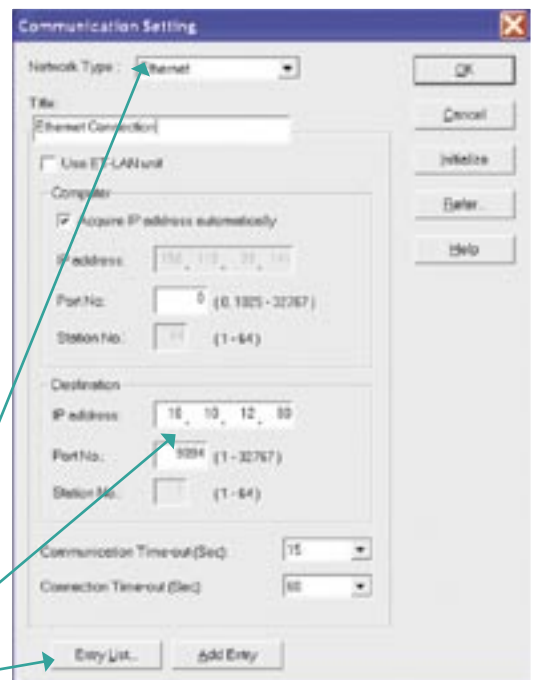 Communication Setting
Network Type : Ethernet
OK
Title:
Cancel
Ethernet Connection
Use ET-LAN unit
Initialize
Computer
Refer..
Acquire IP address automatically
Help
IP address:
Port No.: 0 (0, 1025 - 32767)
Station No.: (1 - 64)
Destination
IP address: 10. 10. 12. 80
Port No.: 9094 (1 - 32767)
Station No.: (1 - 64)
Communication Time-out (Sec): 15
Connection Time-out (Sec): 60
Entry List... Add Entry